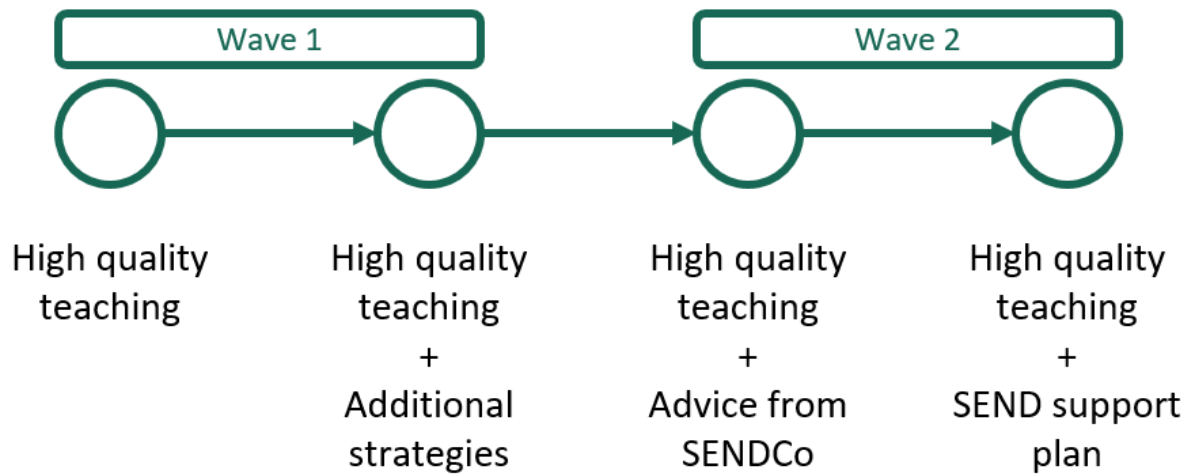 Wave 1
Wave 2
High quality
teaching
High quality
teaching
+
Additional
strategies
High quality
teaching
+
Advice from
SENDCo
High quality
teaching
+
SEND support
plan